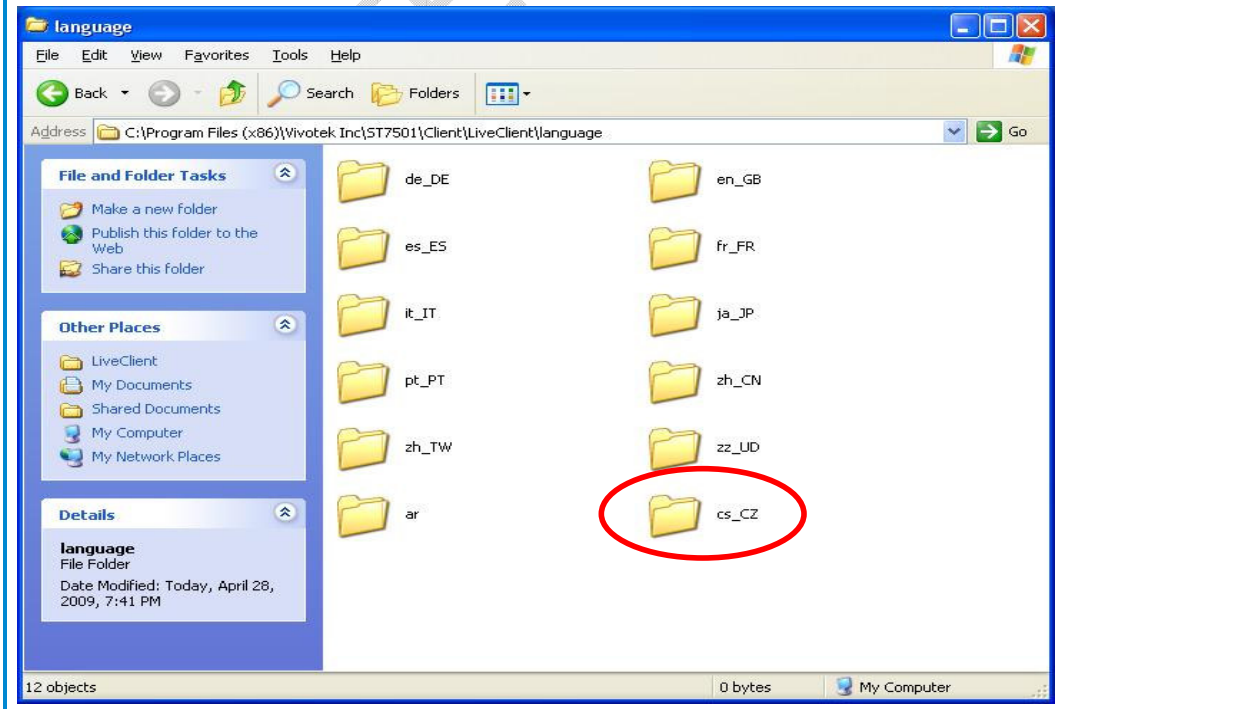 language
File Edit View Favorites Tools Help
Back Search Folders
Address C:\Program Files (x86)\Vivotek Inc\ST7501\Client\LiveClient\language Go
File and Folder Tasks
Make a new folder
Publish this folder to the
Web
Share this folder
Other Places
LiveClient
My Documents
Shared Documents
My Computer
My Network Places
Details
language
File Folder
Date Modified: Today, April 28,
2009, 7:41 PM
de_DE en_GB
es_ES fr_FR
it_IT ja_JP
pt_PT zh_CN
zh_TW zz_UD
ar cs_CZ
12 objects 0 bytes My Computer